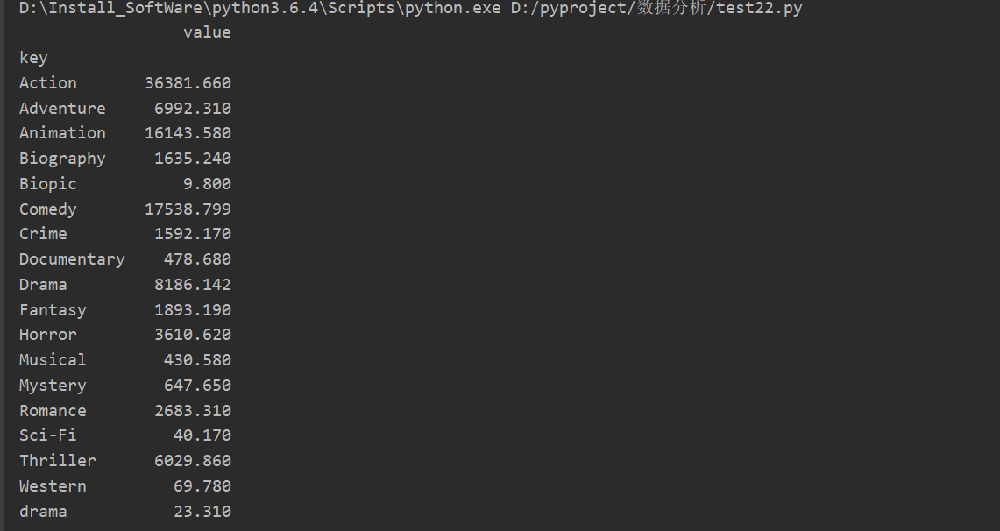 D:\Install_SoftWare\python3.6.4\Scripts\python.exe D:/pyproject/数据分析/test22.py
value
key
Action 36381.660
Adventure 6992.310
Animation 16143.580
Biography 1635.240
Biopic 9.800
Comedy 17538.799
Crime 1592.170
Documentary 478.680
Drama 8186.142
Fantasy 1893.190
Horror 3610.620
Musical 430.580
Mystery 647.650
Romance 2683.310
Sci-Fi 40.170
Thriller 6029.860
Western 69.780
drama 23.310